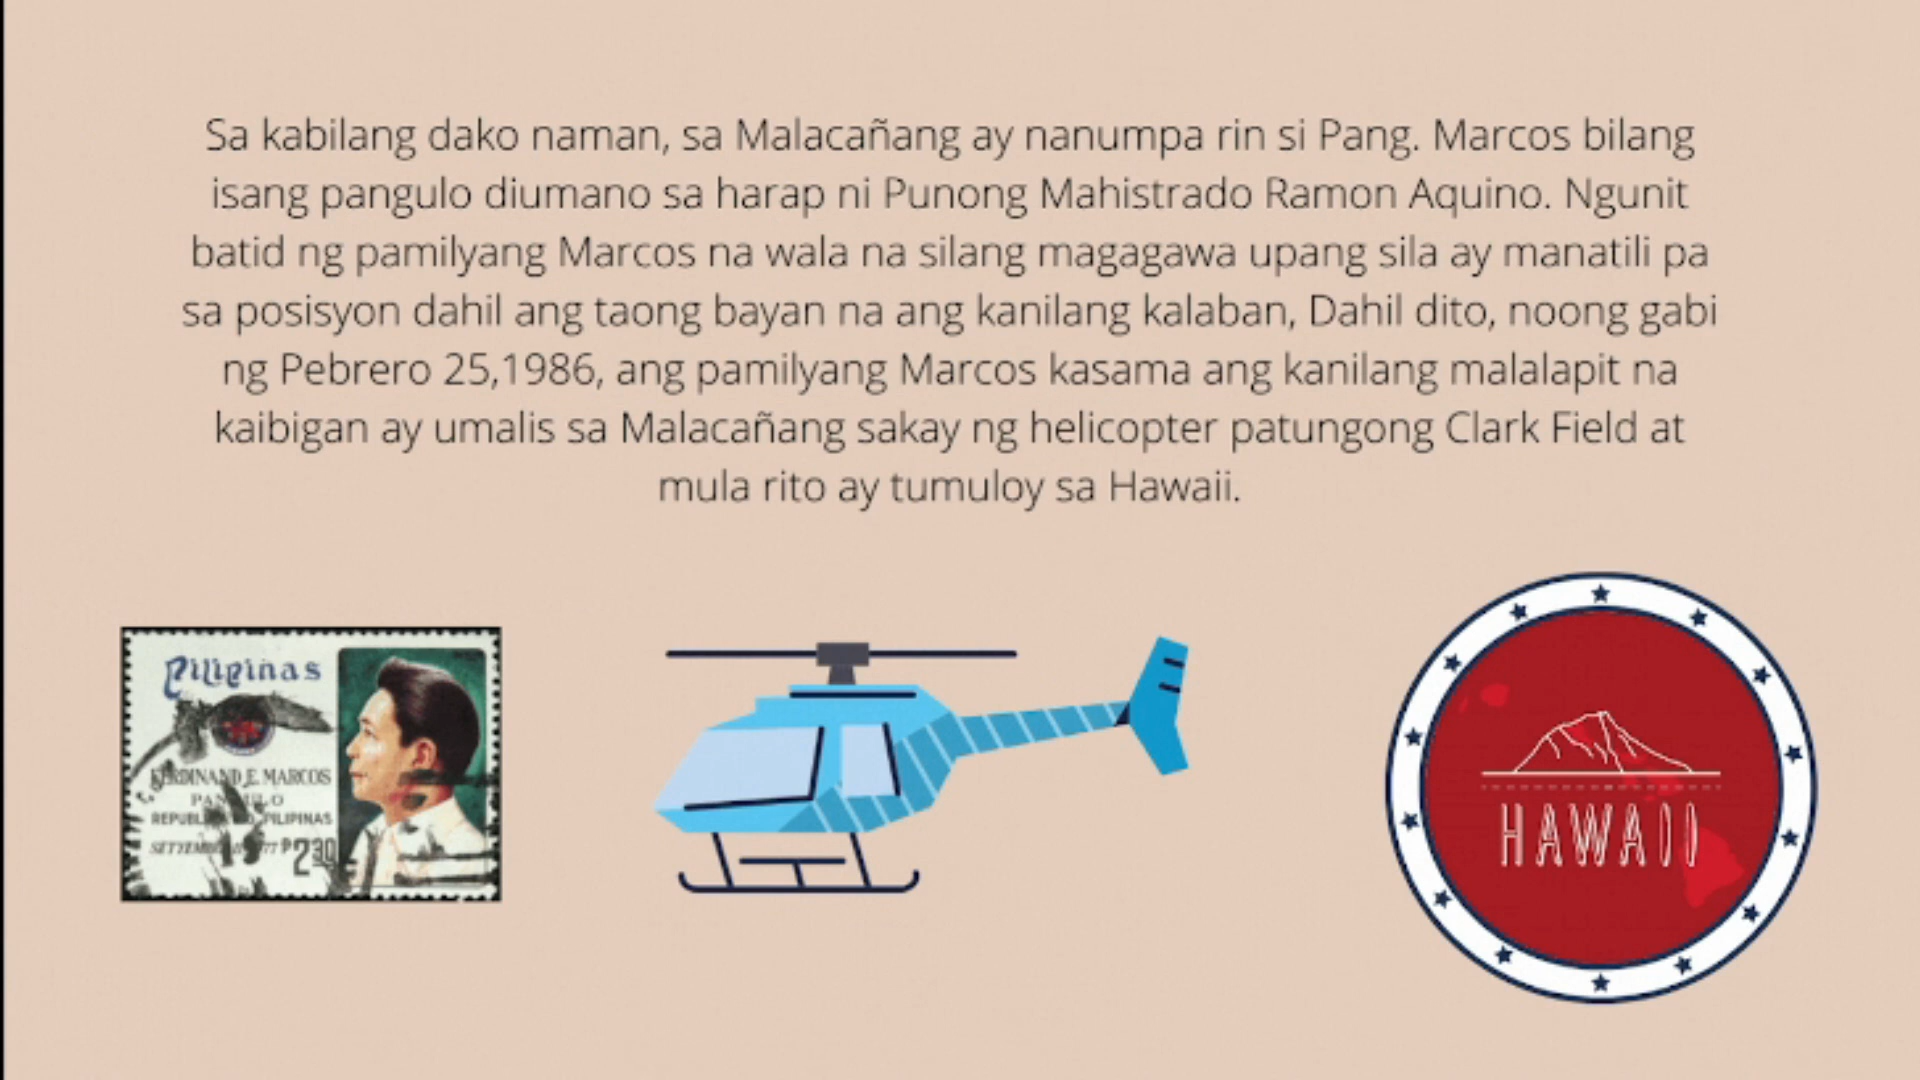 Sa kabilang dako naman, sa Malacañang ay nanumpa rin si Pang. Marcos bilang
isang pangulo diumano sa harap ni Punong Mahistrado Ramon Aquino. Ngunit
batid ng pamilyang Marcos na wala na silang magagawa upang sila ay manatili pa
sa posisyon dahil ang taong bayan na ang kanilang kalaban, Dahil dito, noong gabi
ng Pebrero 25,1986, ang pamilyang Marcos kasama ang kanilang malalapit na
kaibigan ay umalis sa Malacañang sakay ng helicopter patungong Clark Field at
mula rito ay tumuloy sa Hawaii.
Pilipinas
FERDINAND E. MARCOS
PILIPINAS
P230
HAWAII